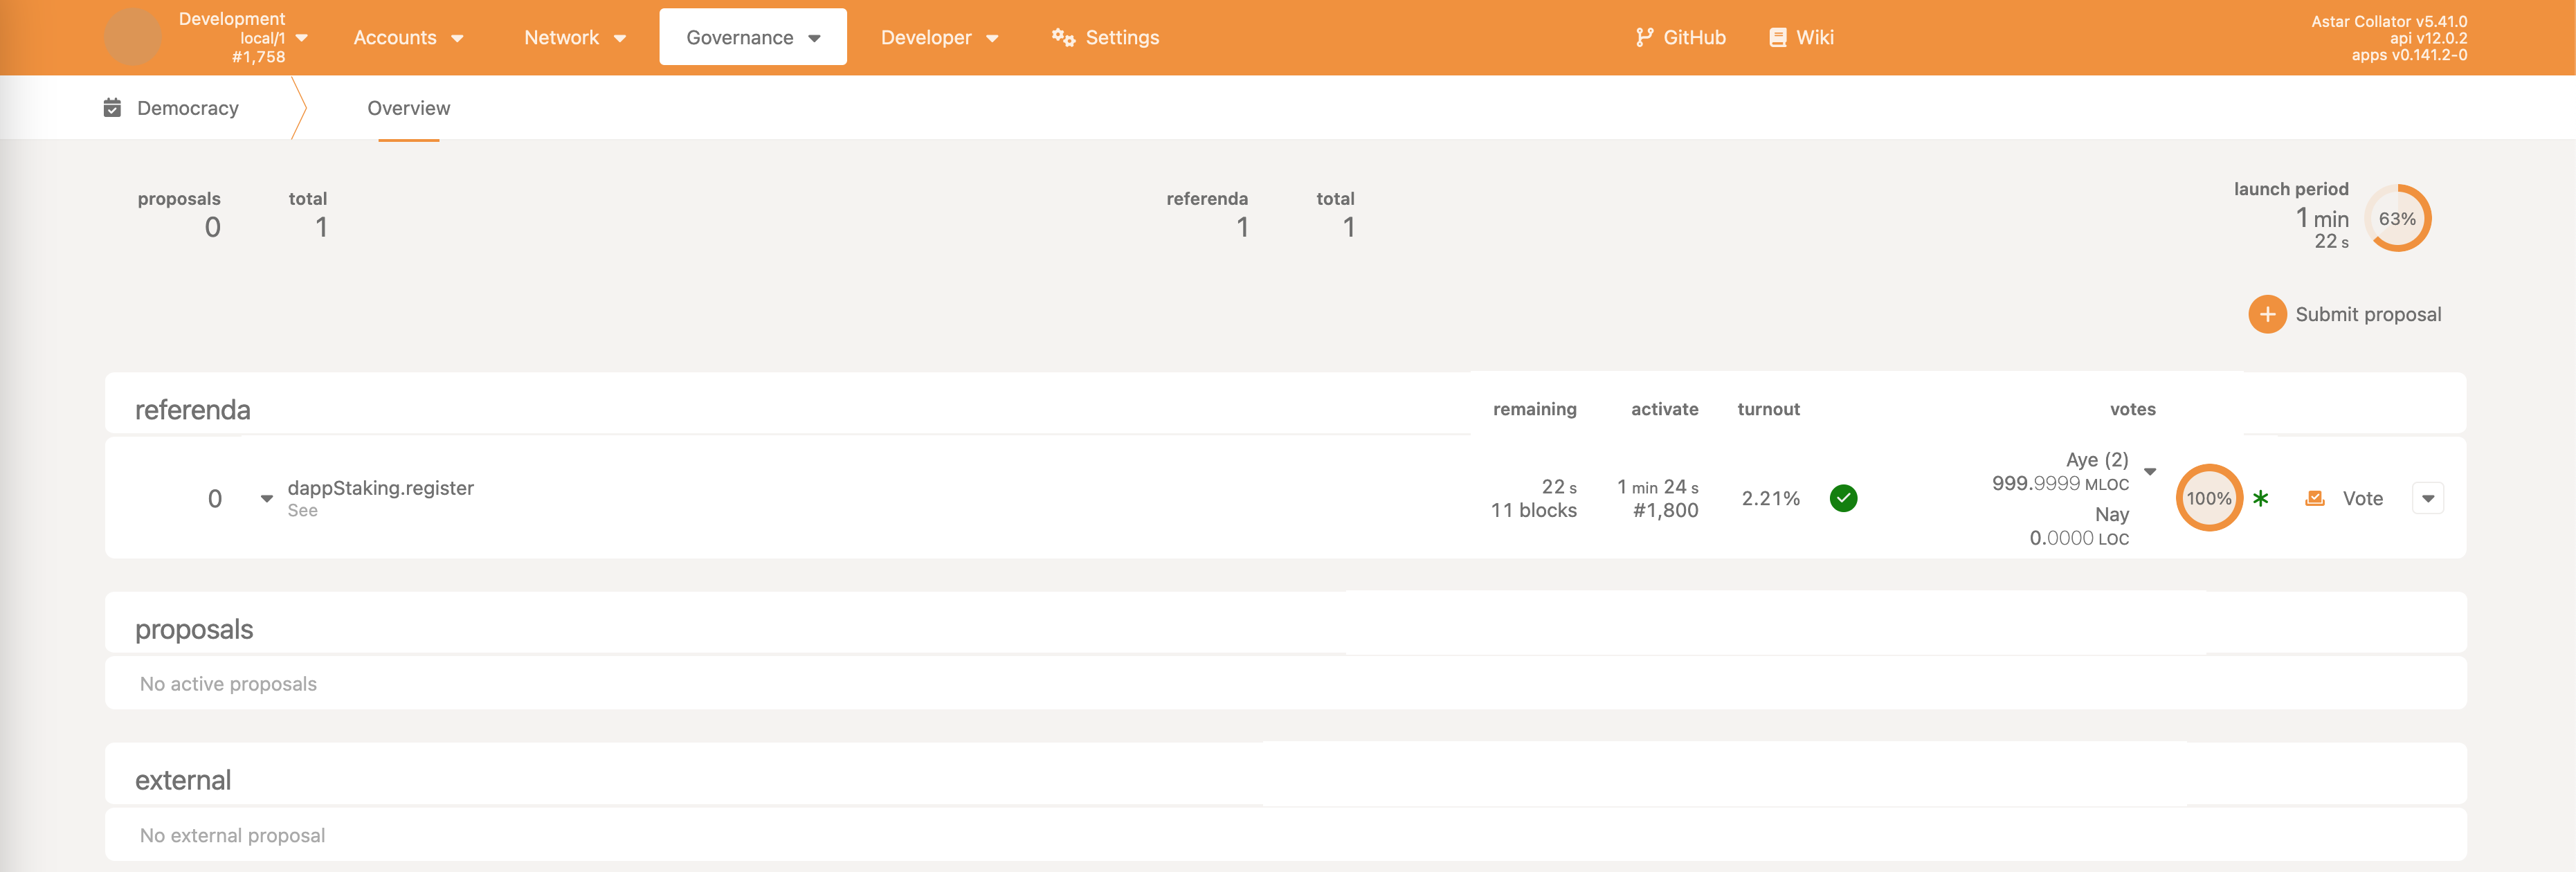 Development
local/1
#1,758
Accounts
Network
Governance
Developer
Settings
GitHub
Wiki
Astar Collator v5.41.0
api v12.0.2
apps v0.141.2-0
Democracy
Overview
proposals
0
total
1
referenda
1
total
1
launch period
1 min
22 s
63%
Submit proposal
referenda
remaining
activate
turnout
votes
0
dappStaking.register
See
22 s
11 blocks
1 min 24 s
#1,800
2.21%
Aye (2)
999.9999 MLOC
Nay
0.0000 LOC
100%
Vote
proposals
No active proposals
external
No external proposal